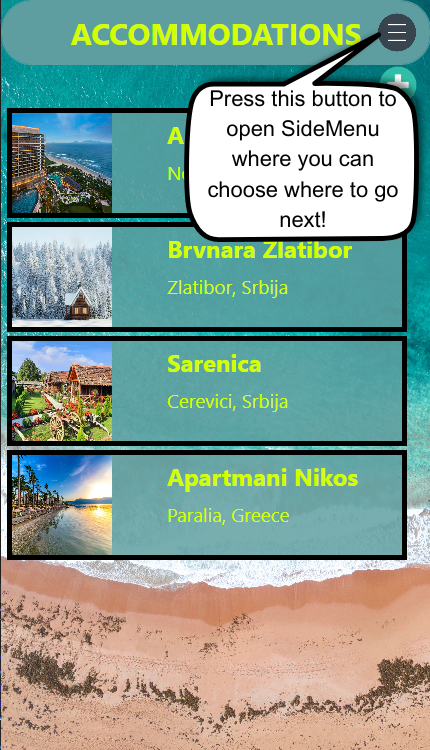 ACCOMMODATIONS
Press this button to
open SideMenu
where you can
choose where to go
next!
Brvnara Zlatibor
Zlatibor, Srbija
Sarenica
Cerevici, Srbija
Apartmani Nikos
Paralia, Greece